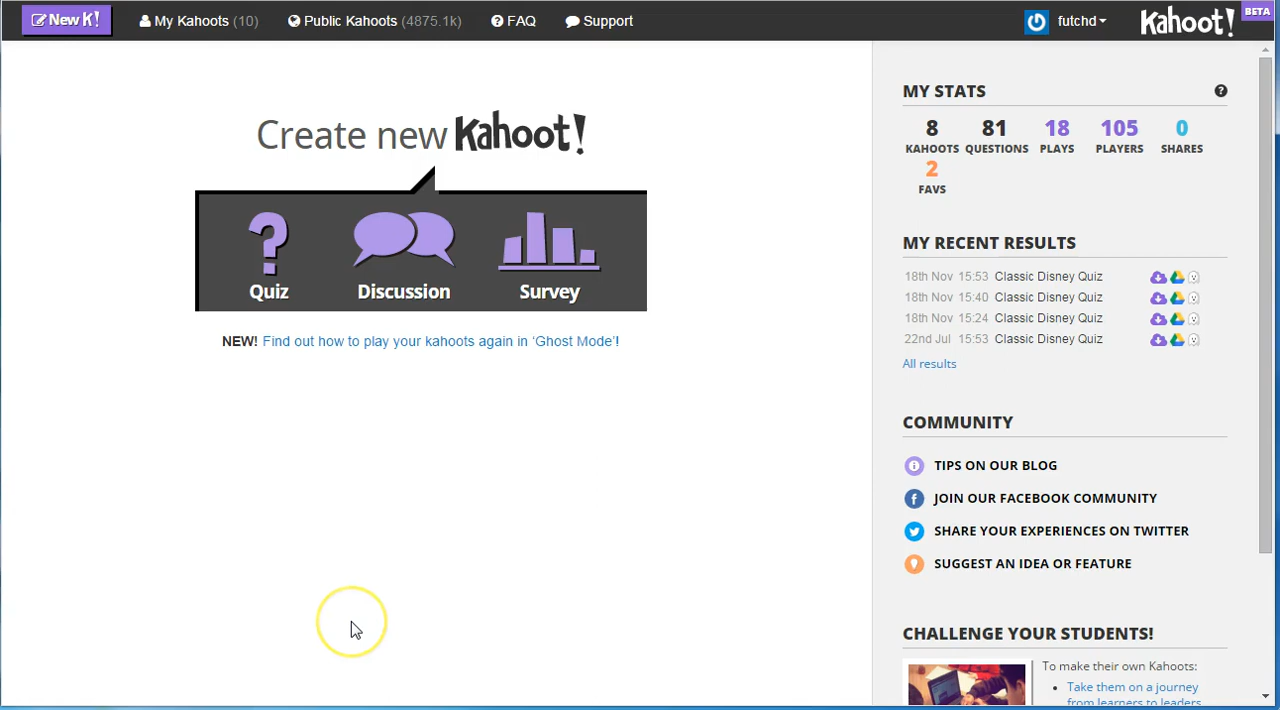 New K! My Kahoots (10) Public Kahoots (4875.1k) FAQ Support futchd Kahoot! BETA
Create new Kahoot!
Quiz Discussion Survey
NEW! Find out how to play your kahoots again in ‘Ghost Mode’!
MY STATS
8 81 18 105 0
KAHOOTS QUESTIONS PLAYS PLAYERS SHARES
2
FAVS
MY RECENT RESULTS
18th Nov 15:53 Classic Disney Quiz
18th Nov 15:40 Classic Disney Quiz
18th Nov 15:24 Classic Disney Quiz
22nd Jul 15:53 Classic Disney Quiz
All results
COMMUNITY
TIPS ON OUR BLOG
JOIN OUR FACEBOOK COMMUNITY
SHARE YOUR EXPERIENCES ON TWITTER
SUGGEST AN IDEA OR FEATURE
CHALLENGE YOUR STUDENTS!
To make their own Kahoots:
• Take them on a journey
from learners to leaders